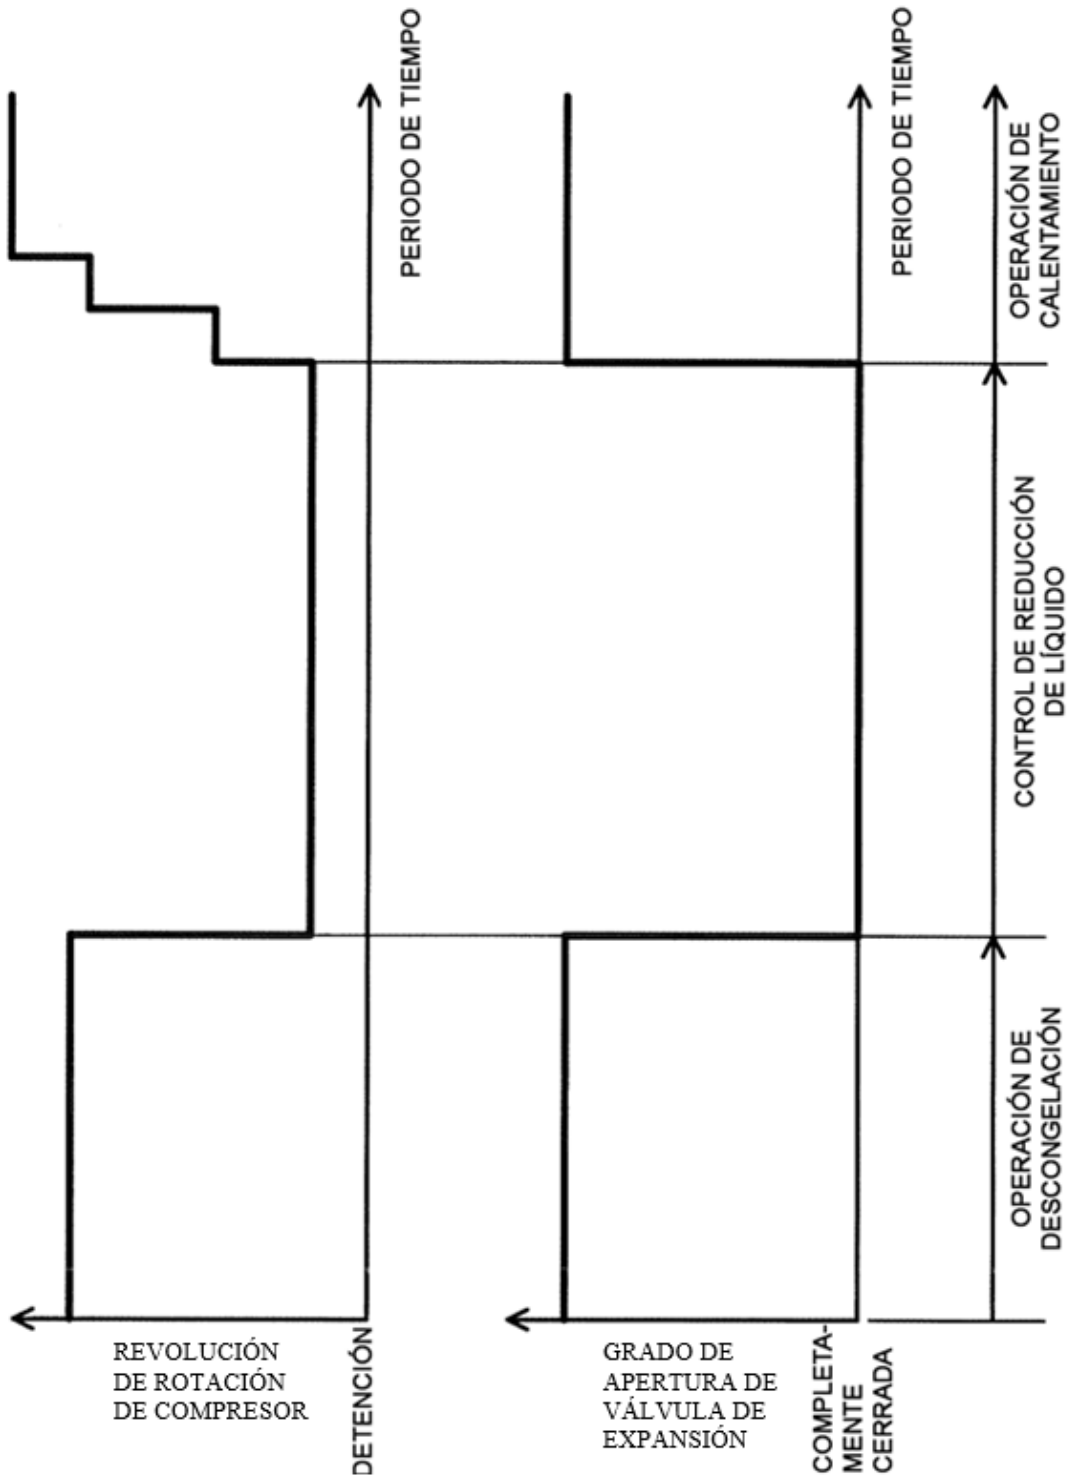 REVOLUCIÓN
DE ROTACIÓN
DE COMPRESOR
DETENCIÓN
PERIODO DE TIEMPO
GRADO DE
APERTURA DE
VÁLVULA DE
EXPANSIÓN
COMPLETA-
MENTE
CERRADA
PERIODO DE TIEMPO
OPERACIÓN DE
DESCONGELACIÓN
CONTROL DE REDUCCIÓN
DE LÍQUIDO
OPERACIÓN DE
CALENTAMIENTO